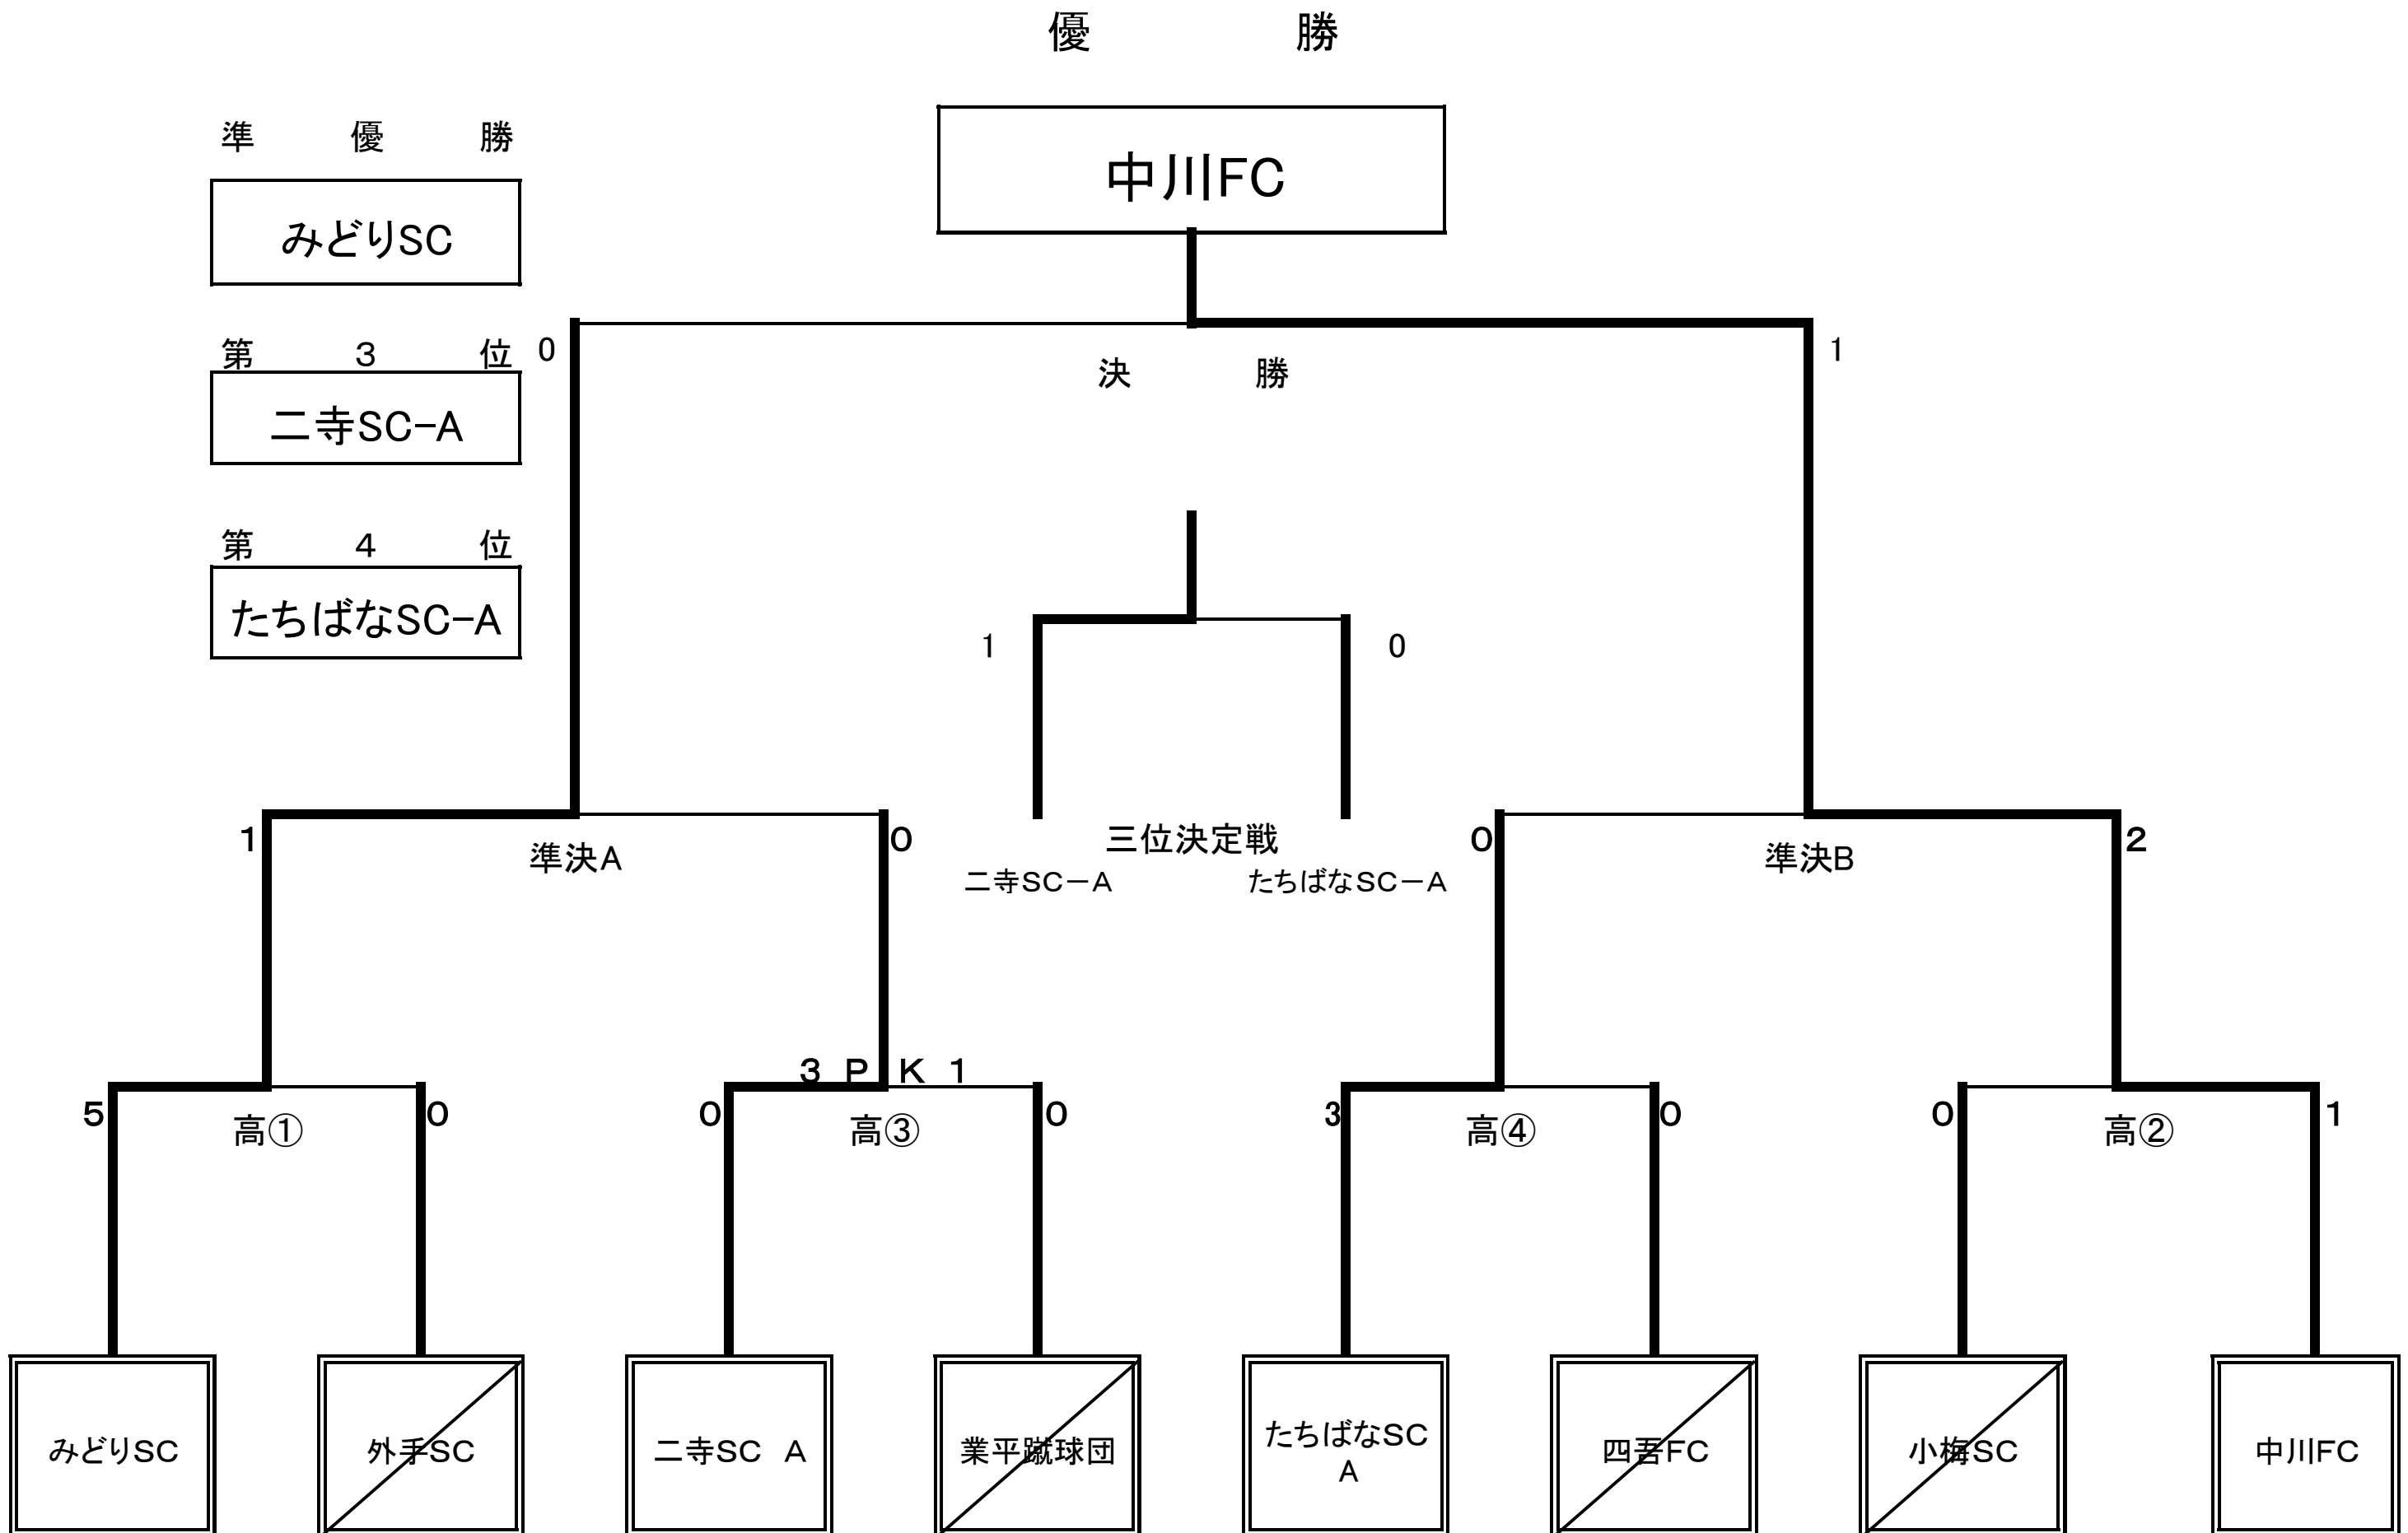 優 勝
準 優 勝
中川FC
みどりSC
第 3 位
0
1
決 勝
二寺SC-A
第 4 位
たちばなSC-A
1
0
1
準決A
0
三位決定戦
0
準決B
2
二寺SC－A
たちばなSC－A
3 P K 1
5
高①
0
0
高③
0
3
高④
0
0
高②
1
みどりSC
外手SC
二寺SC A
業平蹴球団
たちばなSC
A
四吾FC
小梅SC
中川FC